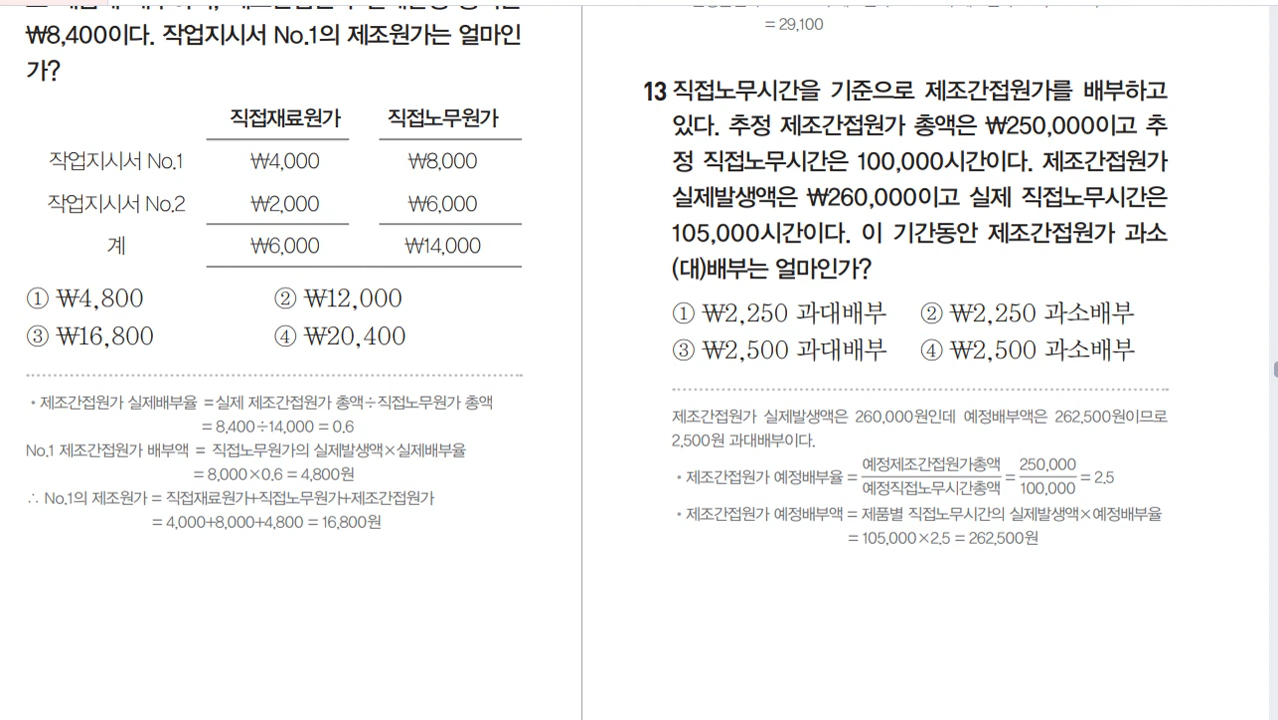 ₩8,400이다. 작업지시서 No.1의 제조원가는 얼마인
가?
직접재료원가 직접노무원가
작업지시서 No.1 ₩4,000 ₩8,000
작업지시서 No.2 ₩2,000 ₩6,000
계 ₩6,000 ₩14,000
① ₩4,800 ② ₩12,000
③ ₩16,800 ④ ₩20,400
• 제조간접원가 실제배부율 =실제 제조간접원가 총액÷직접노무원가 총액
= 8,400÷14,000 = 0.6
No.1 제조간접원가 배부액 = 직접노무원가의 실제발생액×실제배부율
= 8,000×0.6 = 4,800원
∴ No.1의 제조원가 = 직접재료원가+직접노무원가+제조간접원가
= 4,000+8,000+4,800 = 16,800원
= 29,100
13 직접노무시간을 기준으로 제조간접원가를 배부하고
있다. 추정 제조간접원가 총액은 ₩250,000이고 추
정 직접노무시간은 100,000시간이다. 제조간접원가
실제발생액은 ₩260,000이고 실제 직접노무시간은
105,000시간이다. 이 기간동안 제조간접원가 과소
(대)배부는 얼마인가?
① ₩2,250 과대배부 ② ₩2,250 과소배부
③ ₩2,500 과대배부 ④ ₩2,500 과소배부
제조간접원가 실제발생액은 260,000원인데 예정배부액은 262,500원이므로
2,500원 과대배부이다.
• 제조간접원가 예정배부율 = 예정제조간접원가총액 / 예정직접노무시간총액 = 250,000 / 100,000 = 2.5
• 제조간접원가 예정배부액 = 제품별 직접노무시간의 실제발생액×예정배부율
= 105,000×2.5 = 262,500원